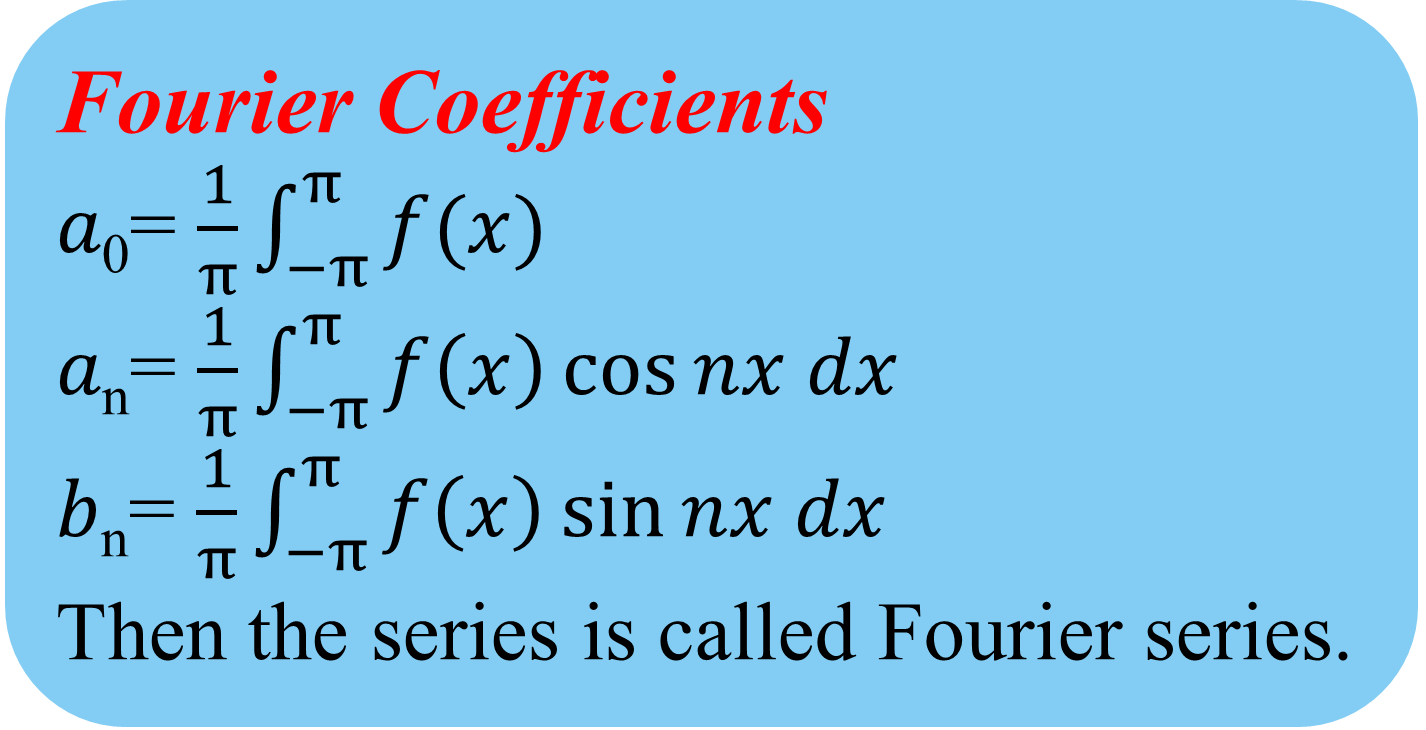 Fourier Coefficients
a₀= 1/π ∫_{−π}^{π} f(x)
aₙ= 1/π ∫_{−π}^{π} f(x) cos nx dx
bₙ= 1/π ∫_{−π}^{π} f(x) sin nx dx
Then the series is called Fourier series.